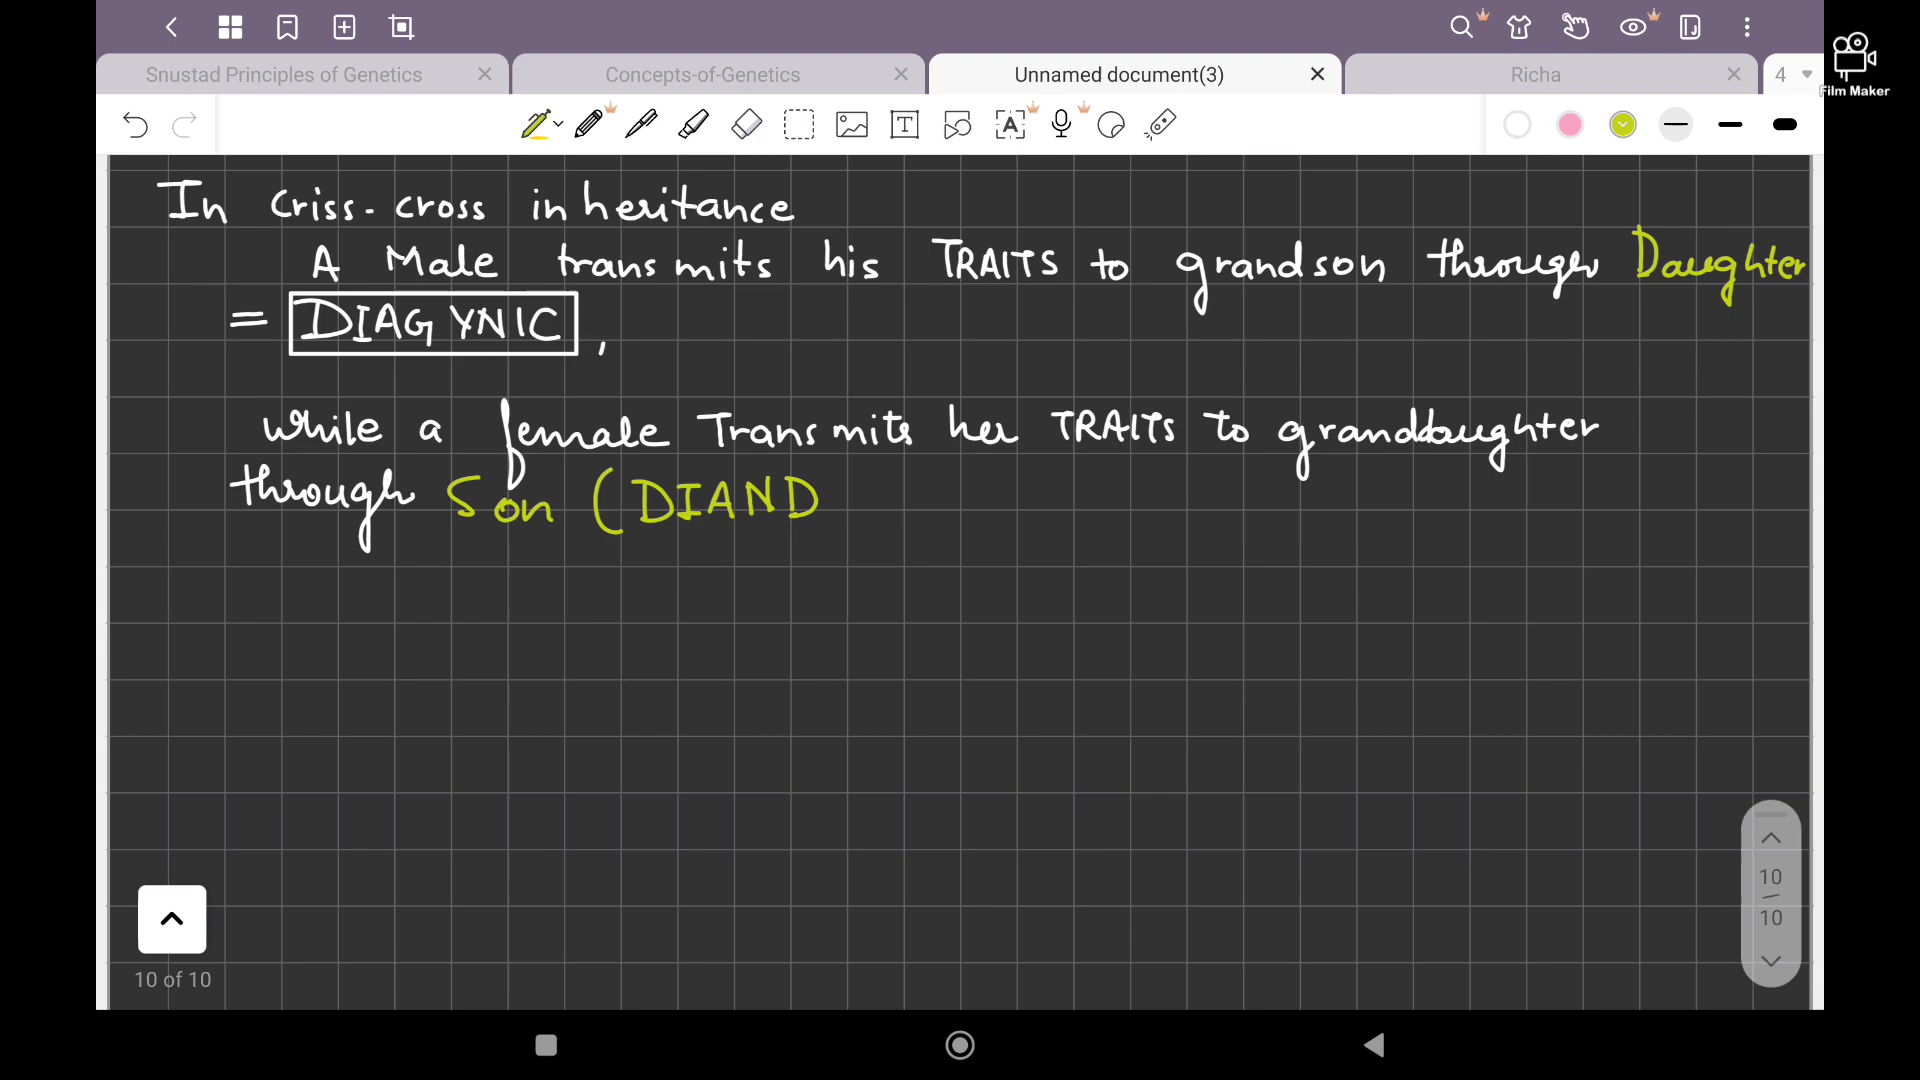 Film Maker
Snustad Principles of Genetics
Concepts-of-Genetics
Unnamed document(3)
Richa
4
In Criss-cross inheritance
A Male transmits his TRAITS to grandson through Daughter
= DIAGYNIC,
while a female Transmits her TRAITS to granddaughter
through Son (DIAND
10
10
10 of 10